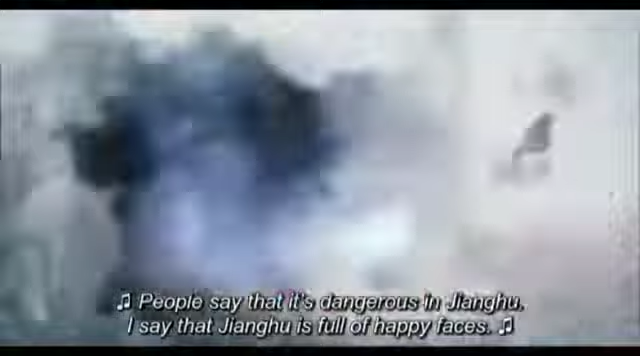 ♫ People say that it's dangerous in Jianghu.
I say that Jianghu is full of happy faces. ♫